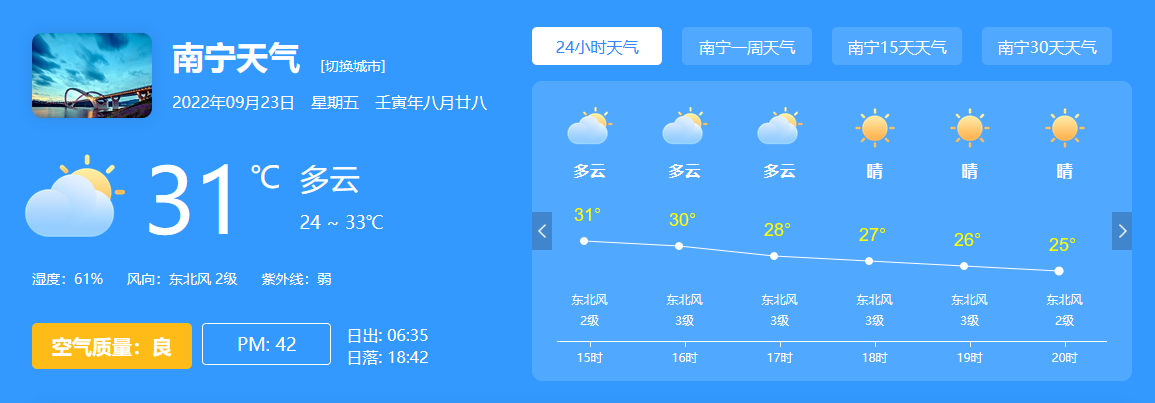 南宁天气 [切换城市]
2022年09月23日 星期五 壬寅年八月廿八
31℃ 多云
24 ~ 33℃
湿度：61% 风向：东北风 2级 紫外线：弱
空气质量：良 PM: 42
日出: 06:35
日落: 18:42
24小时天气 南宁一周天气 南宁15天天气 南宁30天天气
多云 多云 多云 晴 晴 晴
31° 30° 28° 27° 26° 25°
东北风 东北风 东北风 东北风 东北风 东北风
2级 3级 3级 3级 3级 2级
15时 16时 17时 18时 19时 20时